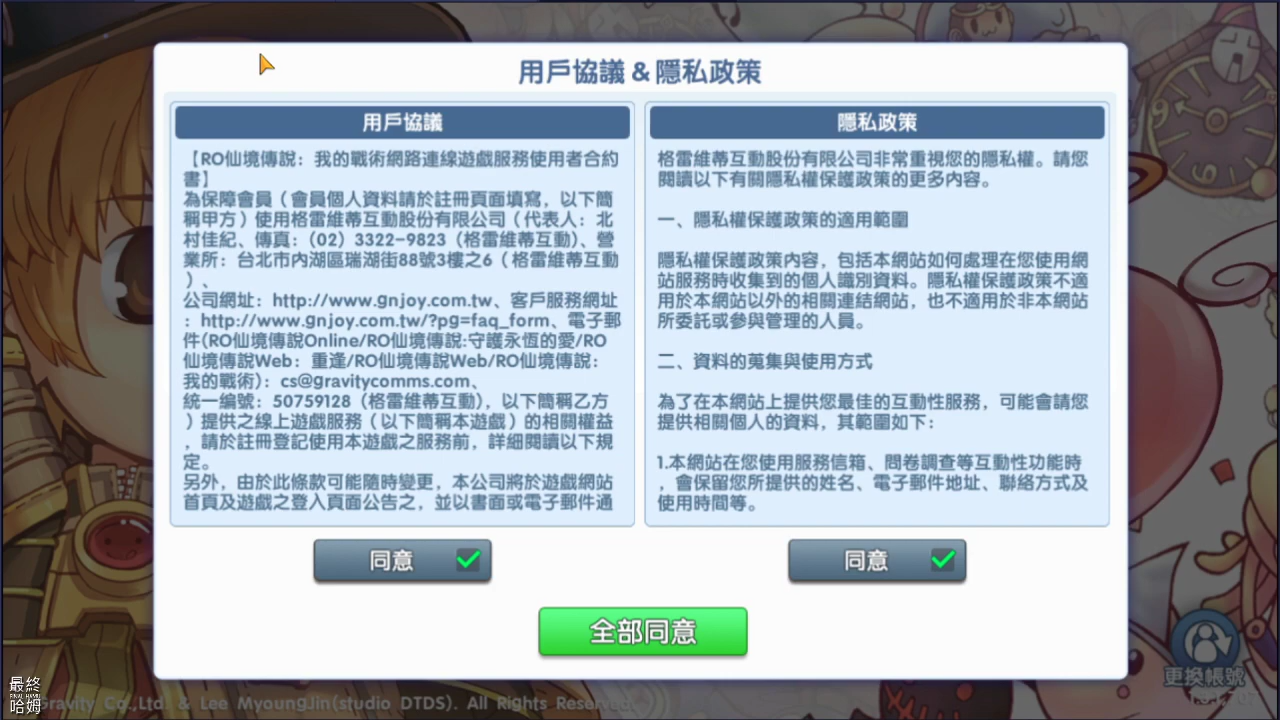 用戶協議 & 隱私政策
用戶協議
【RO仙境傳說：我的戰術網路連線遊戲服務使用者合約
書】
為保障會員（會員個人資料請於註冊頁面填寫，以下簡
稱甲方）使用格雷維蒂互動股份有限公司（代表人：北
村佳紀、傳真：（02）3322-9823（格雷維蒂互動）、營
業所：台北市內湖區瑞湖街88號3樓之6（格雷維蒂互動
）、
公司網址：http://www.gnjoy.com.tw、客戶服務網址
：http://www.gnjoy.com.tw/?pg=faq_form、電子郵
件(RO仙境傳說Online/RO仙境傳說:守護永恆的愛/RO
仙境傳說Web：重逢/RO仙境傳說Web/RO仙境傳說：
我的戰術)：cs@gravitycomms.com、
統一編號：50759128（格雷維蒂互動），以下簡稱乙方
）提供之線上遊戲服務（以下簡稱本遊戲）的相關權益
，請於註冊登記使用本遊戲之服務前，詳細閱讀以下規
定。
另外，由於此條款可能隨時變更，本公司將於遊戲網站
首頁及遊戲之登入頁面公告之，並以書面或電子郵件通
同意
隱私政策
格雷維蒂互動股份有限公司非常重視您的隱私權。請您
閱讀以下有關隱私權保護政策的更多內容。
一、隱私權保護政策的適用範圍
隱私權保護政策內容，包括本網站如何處理在您使用網
站服務時收集到的個人識別資料。隱私權保護政策不適
用於本網站以外的相關連結網站，也不適用於非本網站
所委託或參與管理的人員。
二、資料的蒐集與使用方式
為了在本網站上提供您最佳的互動性服務，可能會請您
提供相關個人的資料，其範圍如下：
1.本網站在您使用服務信箱、問卷調查等互動性功能時
，會保留您所提供的姓名、電子郵件地址、聯絡方式及
使用時間等。
同意
全部同意
更換帳號
最終
哈姆
Gravity Co.,Ltd. & Lee MyoungJin(studio DTDS). All Rights Reserved.